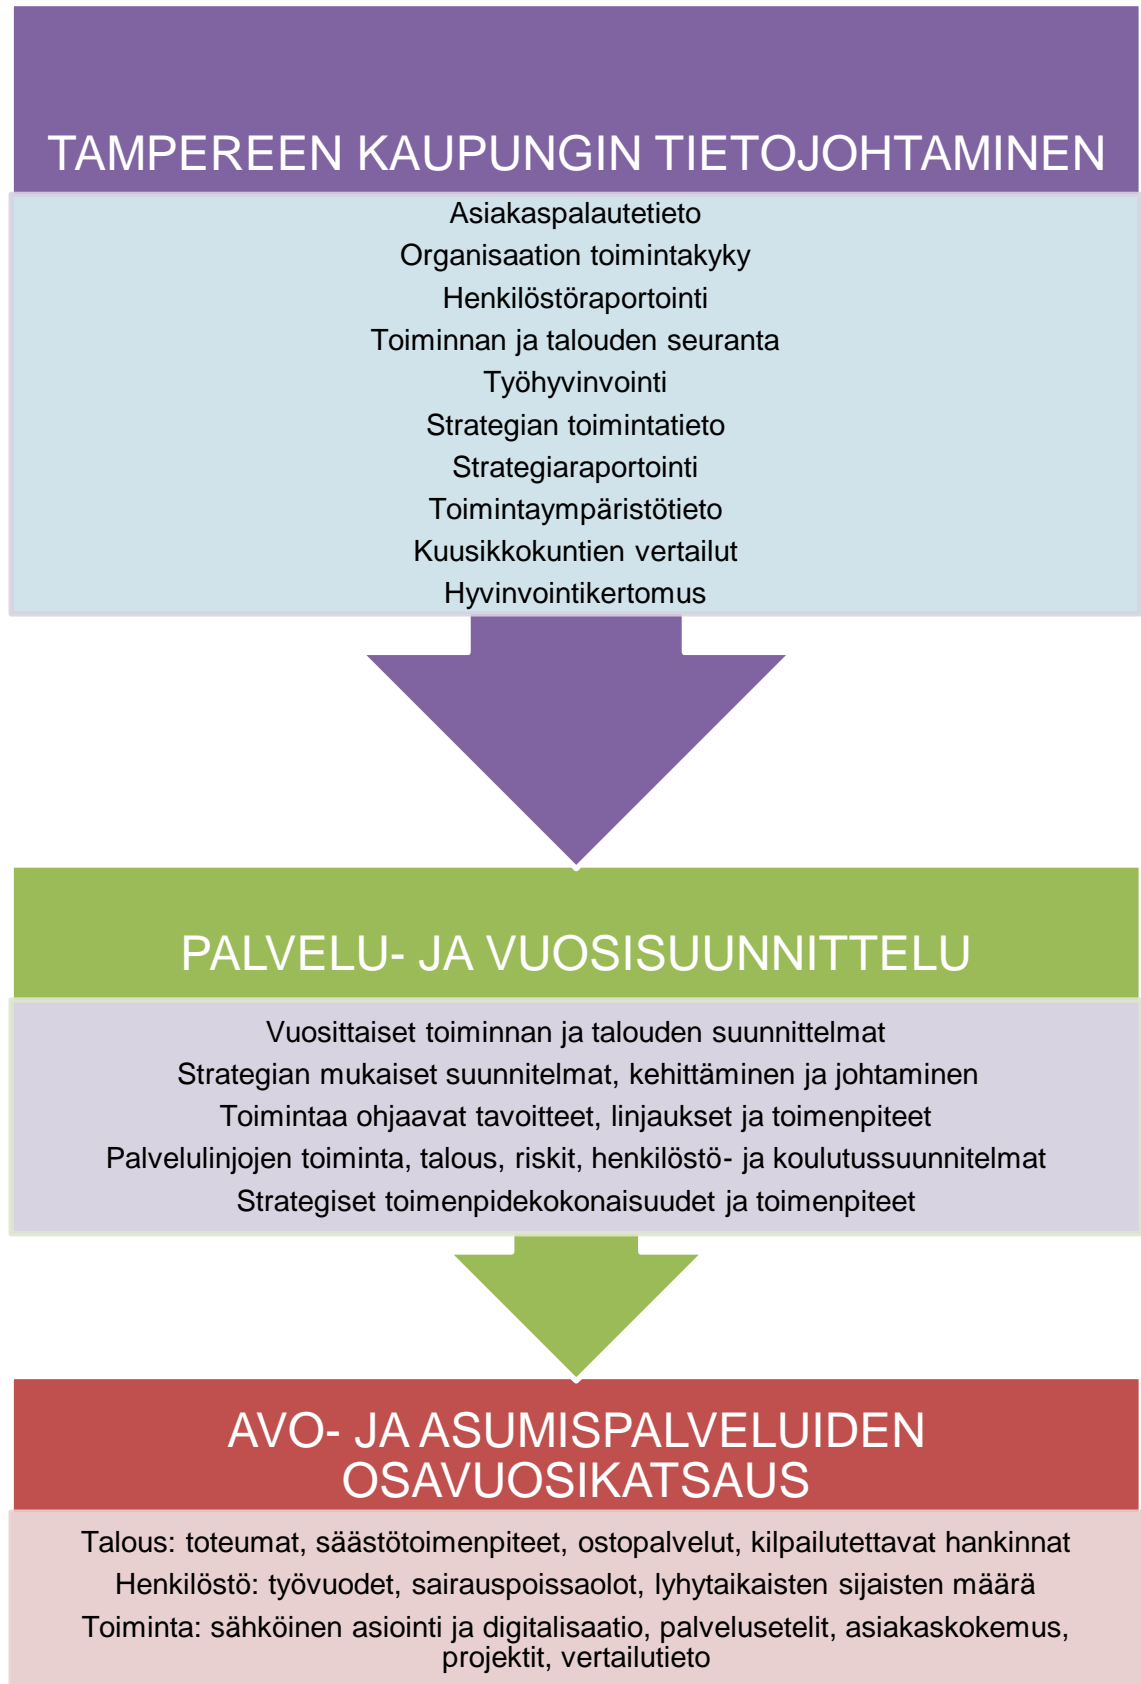 TAMPEREEN KAUPUNGIN TIETOJOHTAMINEN
Asiakaspalautetieto
Organisaation toimintakyky
Henkilöstöraportointi
Toiminnan ja talouden seuranta
Työhyvinvointi
Strategian toimintatieto
Strategiaraportointi
Toimintaympäristötieto
Kuusikkokuntien vertailut
Hyvinvointikertomus
PALVELU- JA VUOSISUUNNITTELU
Vuosittaiset toiminnan ja talouden suunnittelmat
Strategian mukaiset suunnitelmat, kehittäminen ja johtaminen
Toimintaa ohjaavat tavoitteet, linjaukset ja toimenpiteet
Palvelulinjojen toiminta, talous, riskit, henkilöstö- ja koulutussuunnitelmat
Strategiset toimenpidekokonaisuudet ja toimenpiteet
AVO- JA ASUMISPALVELUIDEN
OSAVUOSIKATSAUS
Talous: toteumat, säästötoimenpiteet, ostopalvelut, kilpailutettavat hankinnat
Henkilöstö: työvuodet, sairauspoissaolot, lyhytaikaisten sijaisten määrä
Toiminta: sähköinen asiointi ja digitalisaatio, palvelusetelit, asiakaskokemus,
projektit, vertailutieto